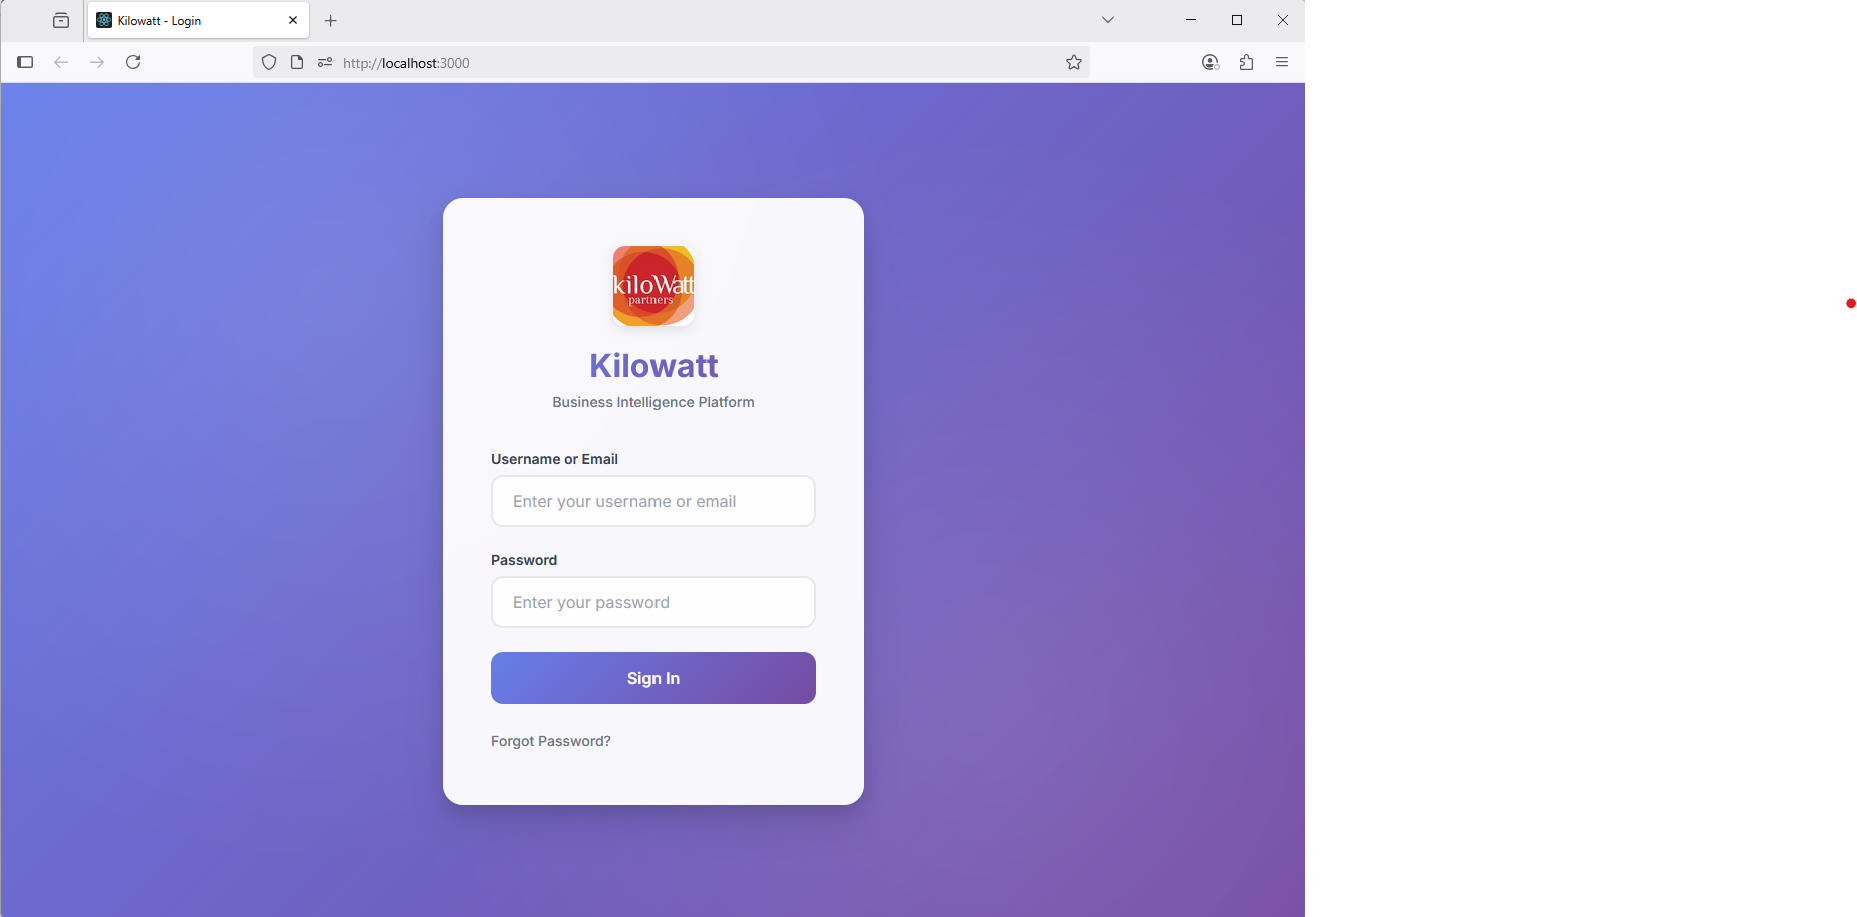 Kilowatt - Login
http://localhost:3000
kiloWatt
partners
Kilowatt
Business Intelligence Platform
Username or Email
Enter your username or email
Password
Enter your password
Sign In
Forgot Password?